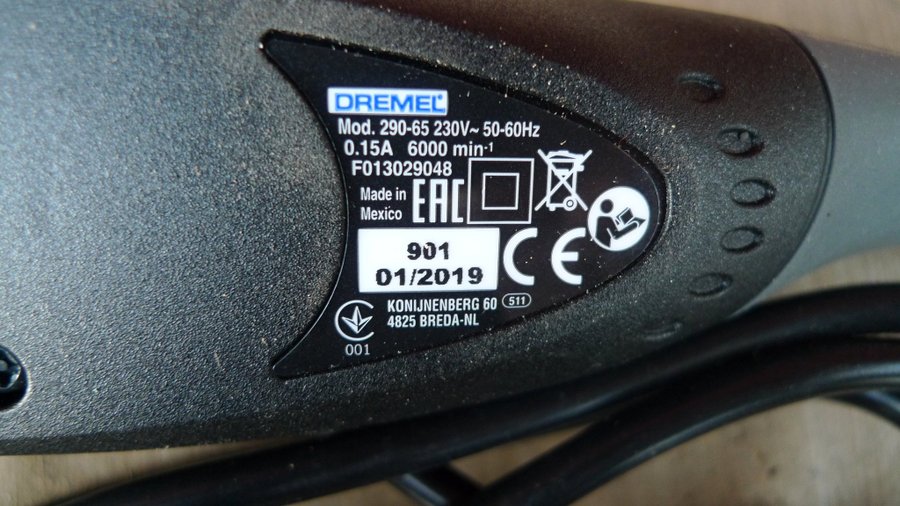 DREMEL
Mod. 290-65 230V~ 50-60Hz
0.15A 6000 min-1
F013029048
Made in
Mexico
EAC
901
01/2019
CE
KONIJNENBERG 60 511
4825 BREDA-NL
001